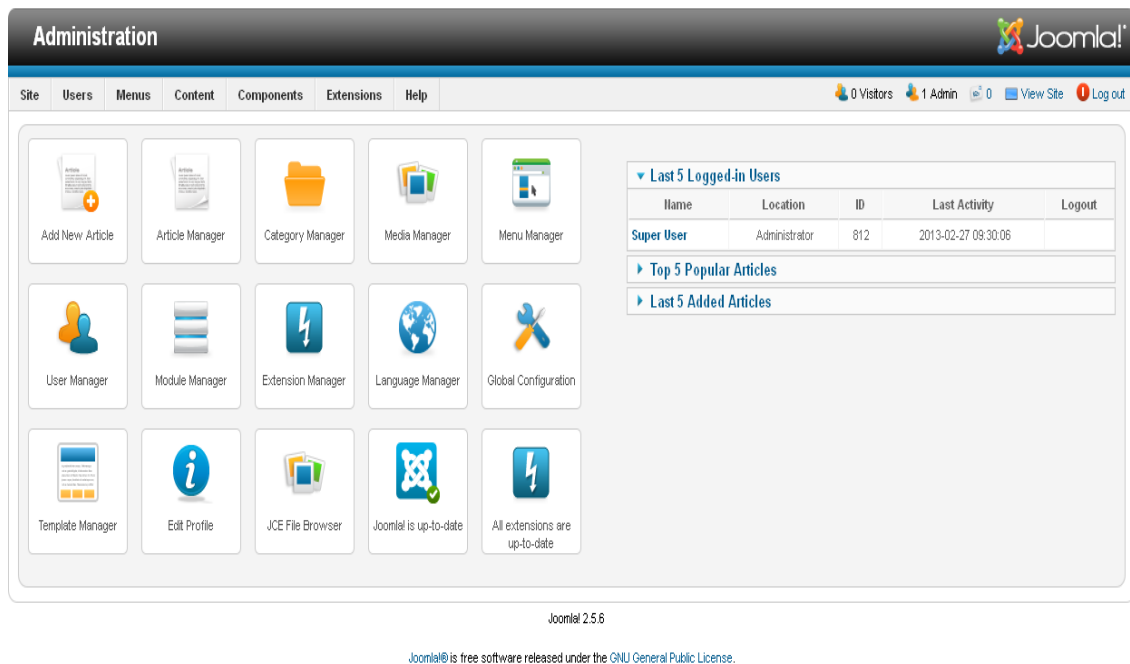 Administration
Joomla!
Site Users Menus Content Components Extensions Help
0 Visitors 1 Admin 0 View Site Log out
Add New Article
Article Manager
Category Manager
Media Manager
Menu Manager
User Manager
Module Manager
Extension Manager
Language Manager
Global Configuration
Template Manager
Edit Profile
JCE File Browser
Joomla! is up-to-date
All extensions are
up-to-date
Last 5 Logged-in Users
Name Location ID Last Activity Logout
Super User Administrator 812 2013-02-27 09:30:06
Top 5 Popular Articles
Last 5 Added Articles
Joomla! 2.5.6
Joomla!® is free software released under the GNU General Public License.